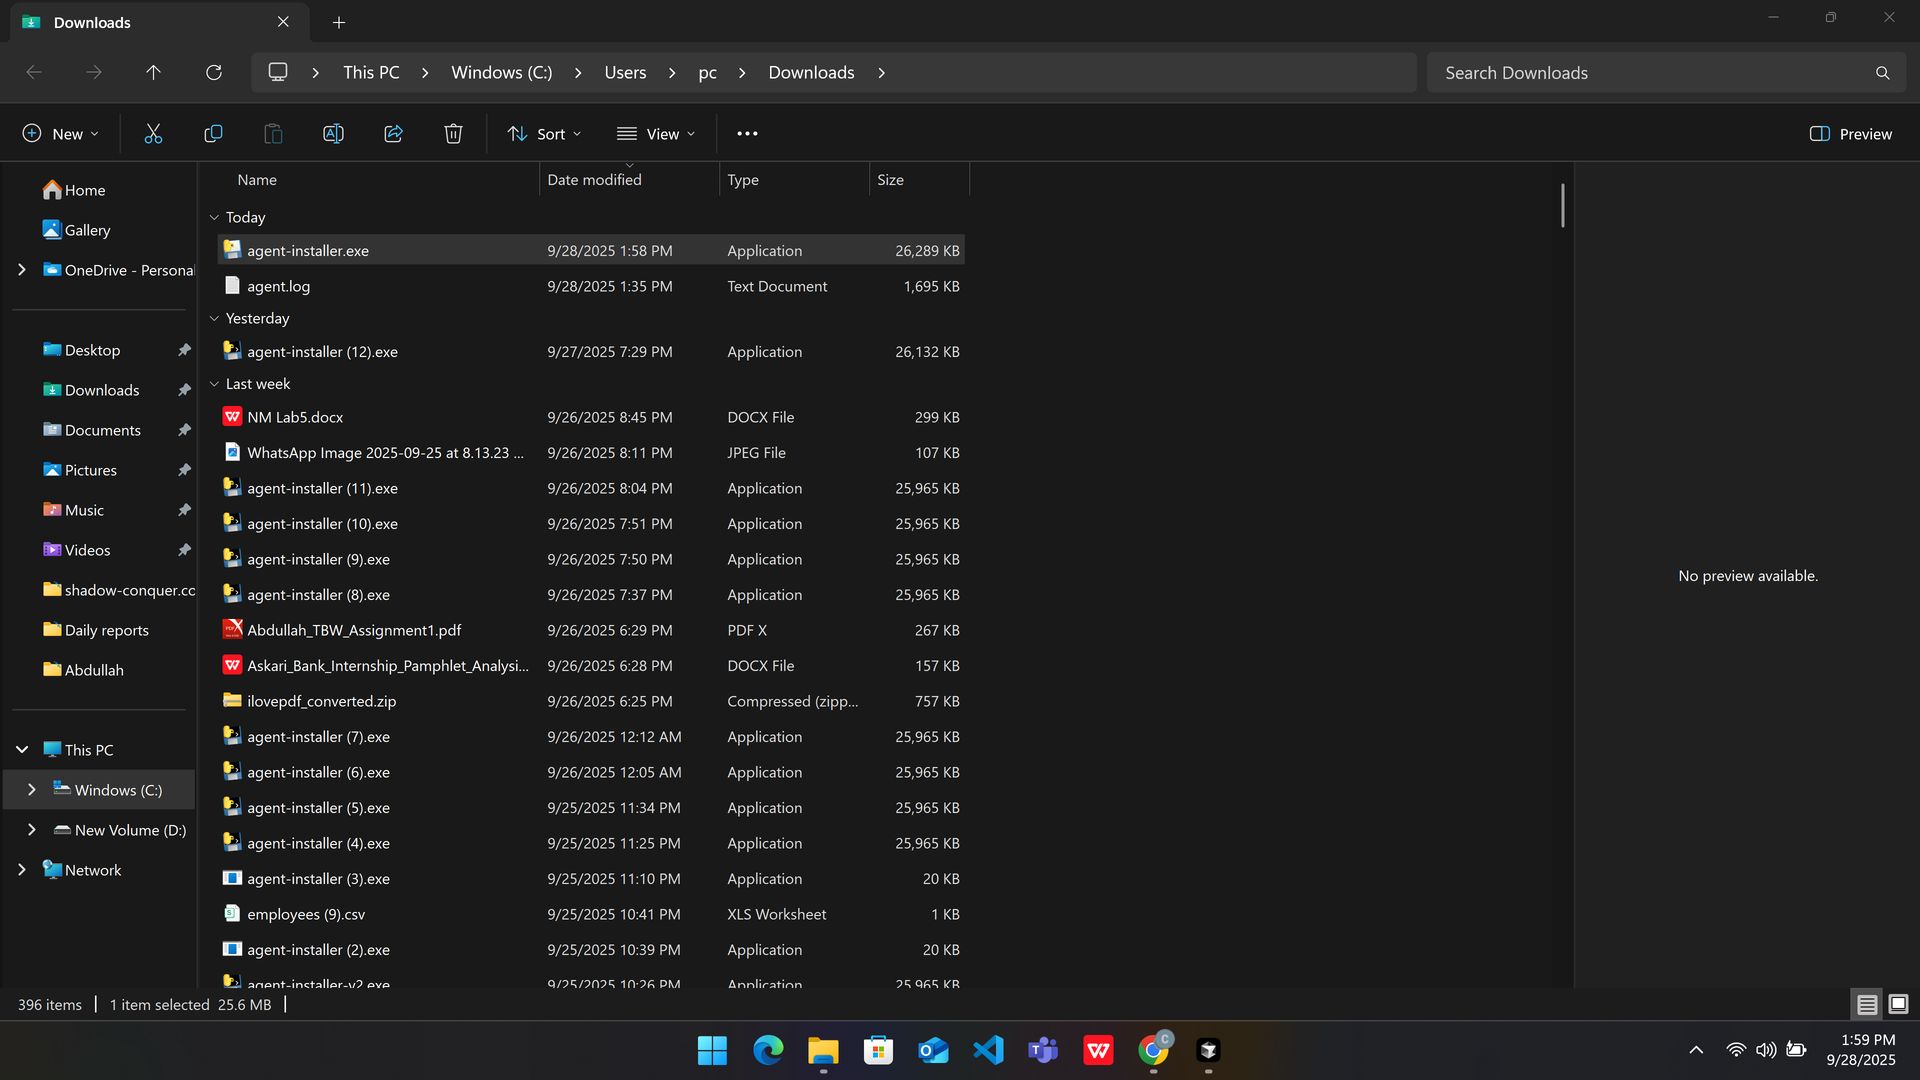 Downloads
This PC
Windows (C:)
Users
pc
Downloads
Search Downloads
New
Sort
View
Preview
Name Date modified Type Size
Home
Gallery
OneDrive - Personal
Desktop
Downloads
Documents
Pictures
Music
Videos
shadow-conquer.co
Daily reports
Abdullah
This PC
Windows (C:)
New Volume (D:)
Network
Today
agent-installer.exe 9/28/2025 1:58 PM Application 26,289 KB
agent.log 9/28/2025 1:35 PM Text Document 1,695 KB
Yesterday
agent-installer (12).exe 9/27/2025 7:29 PM Application 26,132 KB
Last week
NM Lab5.docx 9/26/2025 8:45 PM DOCX File 299 KB
WhatsApp Image 2025-09-25 at 8.13.23 ... 9/26/2025 8:11 PM JPEG File 107 KB
agent-installer (11).exe 9/26/2025 8:04 PM Application 25,965 KB
agent-installer (10).exe 9/26/2025 7:51 PM Application 25,965 KB
agent-installer (9).exe 9/26/2025 7:50 PM Application 25,965 KB
agent-installer (8).exe 9/26/2025 7:37 PM Application 25,965 KB
Abdullah_TBW_Assignment1.pdf 9/26/2025 6:29 PM PDF X 267 KB
Askari_Bank_Internship_Pamphlet_Analysi... 9/26/2025 6:28 PM DOCX File 157 KB
ilovepdf_converted.zip 9/26/2025 6:25 PM Compressed (zipp... 757 KB
agent-installer (7).exe 9/26/2025 12:12 AM Application 25,965 KB
agent-installer (6).exe 9/26/2025 12:05 AM Application 25,965 KB
agent-installer (5).exe 9/25/2025 11:34 PM Application 25,965 KB
agent-installer (4).exe 9/25/2025 11:25 PM Application 25,965 KB
agent-installer (3).exe 9/25/2025 11:10 PM Application 20 KB
employees (9).csv 9/25/2025 10:41 PM XLS Worksheet 1 KB
agent-installer (2).exe 9/25/2025 10:39 PM Application 20 KB
agent-installer-v2.exe 9/25/2025 10:26 PM Application 25,965 KB
No preview available.
396 items
1 item selected 25.6 MB
1:59 PM
9/28/2025